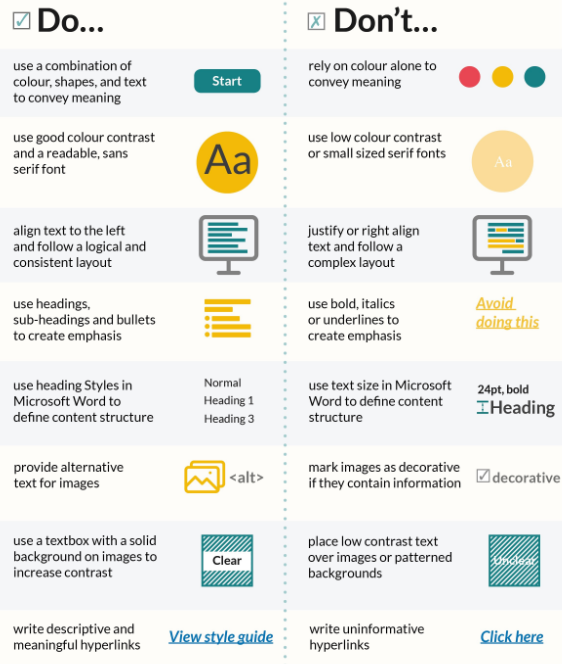 Do...
Don't...
use a combination of
colour, shapes, and text
to convey meaning
Start
rely on colour alone to
convey meaning
use good colour contrast
and a readable, sans
serif font
Aa
use low colour contrast
or small sized serif fonts
Aa
align text to the left
and follow a logical and
consistent layout
justify or right align
text and follow a
complex layout
use headings,
sub-headings and bullets
to create emphasis
use bold, italics
or underlines to
create emphasis
Avoid
doing this
use heading Styles in
Microsoft Word to
define content structure
Normal
Heading 1
Heading 3
use text size in Microsoft
Word to define content
structure
24pt, bold
Heading
provide alternative
text for images
<alt>
mark images as decorative
if they contain information
decorative
use a textbox with a solid
background on images to
increase contrast
Clear
place low contrast text
over images or patterned
backgrounds
Unclear
write descriptive and
meaningful hyperlinks
View style guide
write uninformative
hyperlinks
Click here